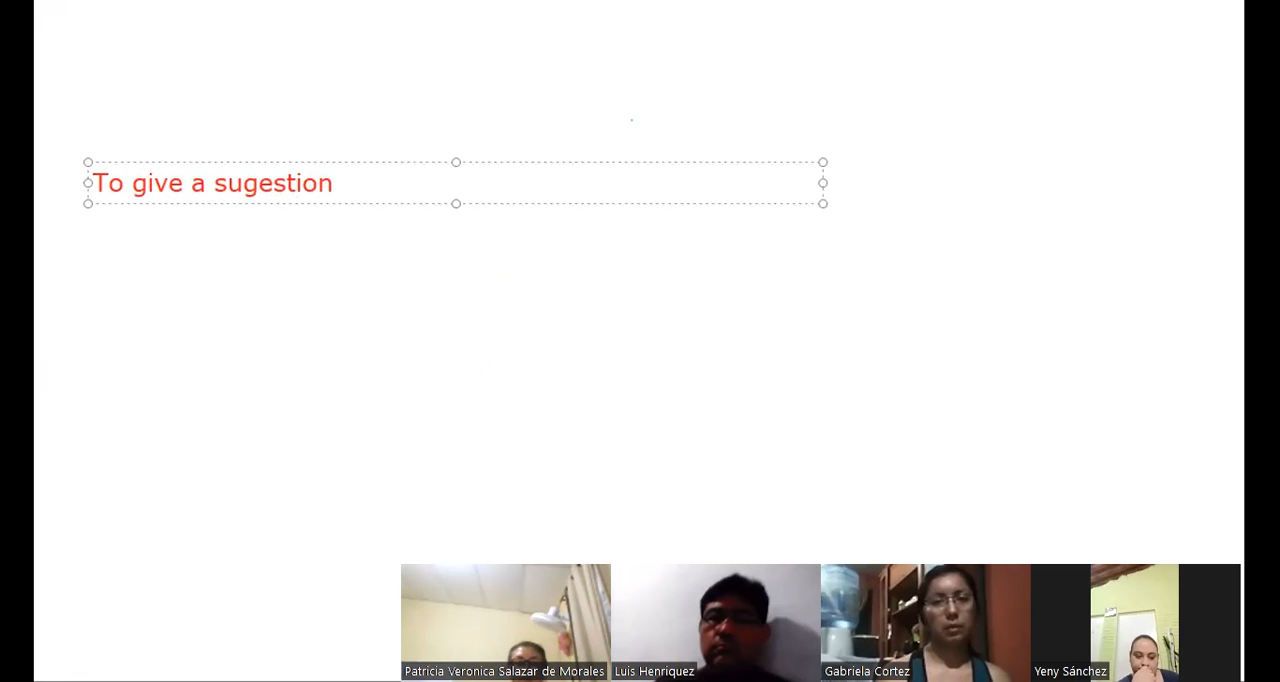 To give a sugestion
Patricia Veronica Salazar de Morales
Luis Henriquez
Gabriela Cortez
Yeny Sánchez